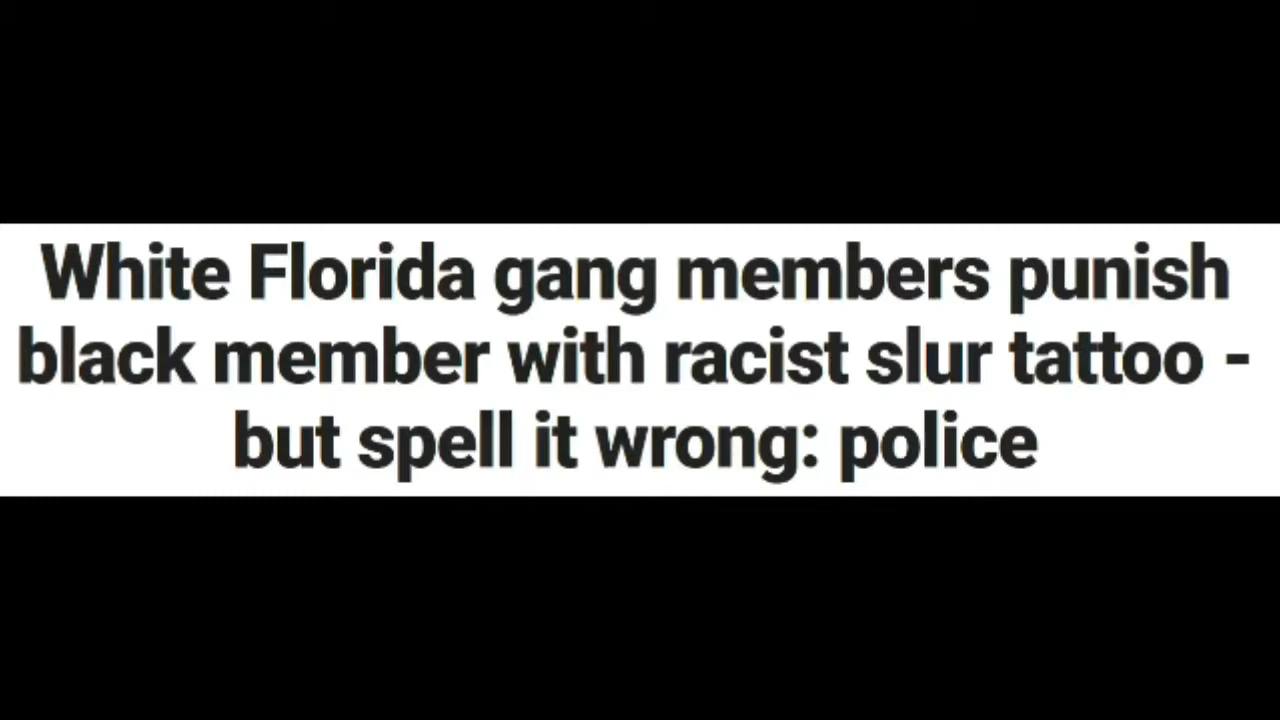 White Florida gang members punish
black member with racist slur tattoo -
but spell it wrong: police